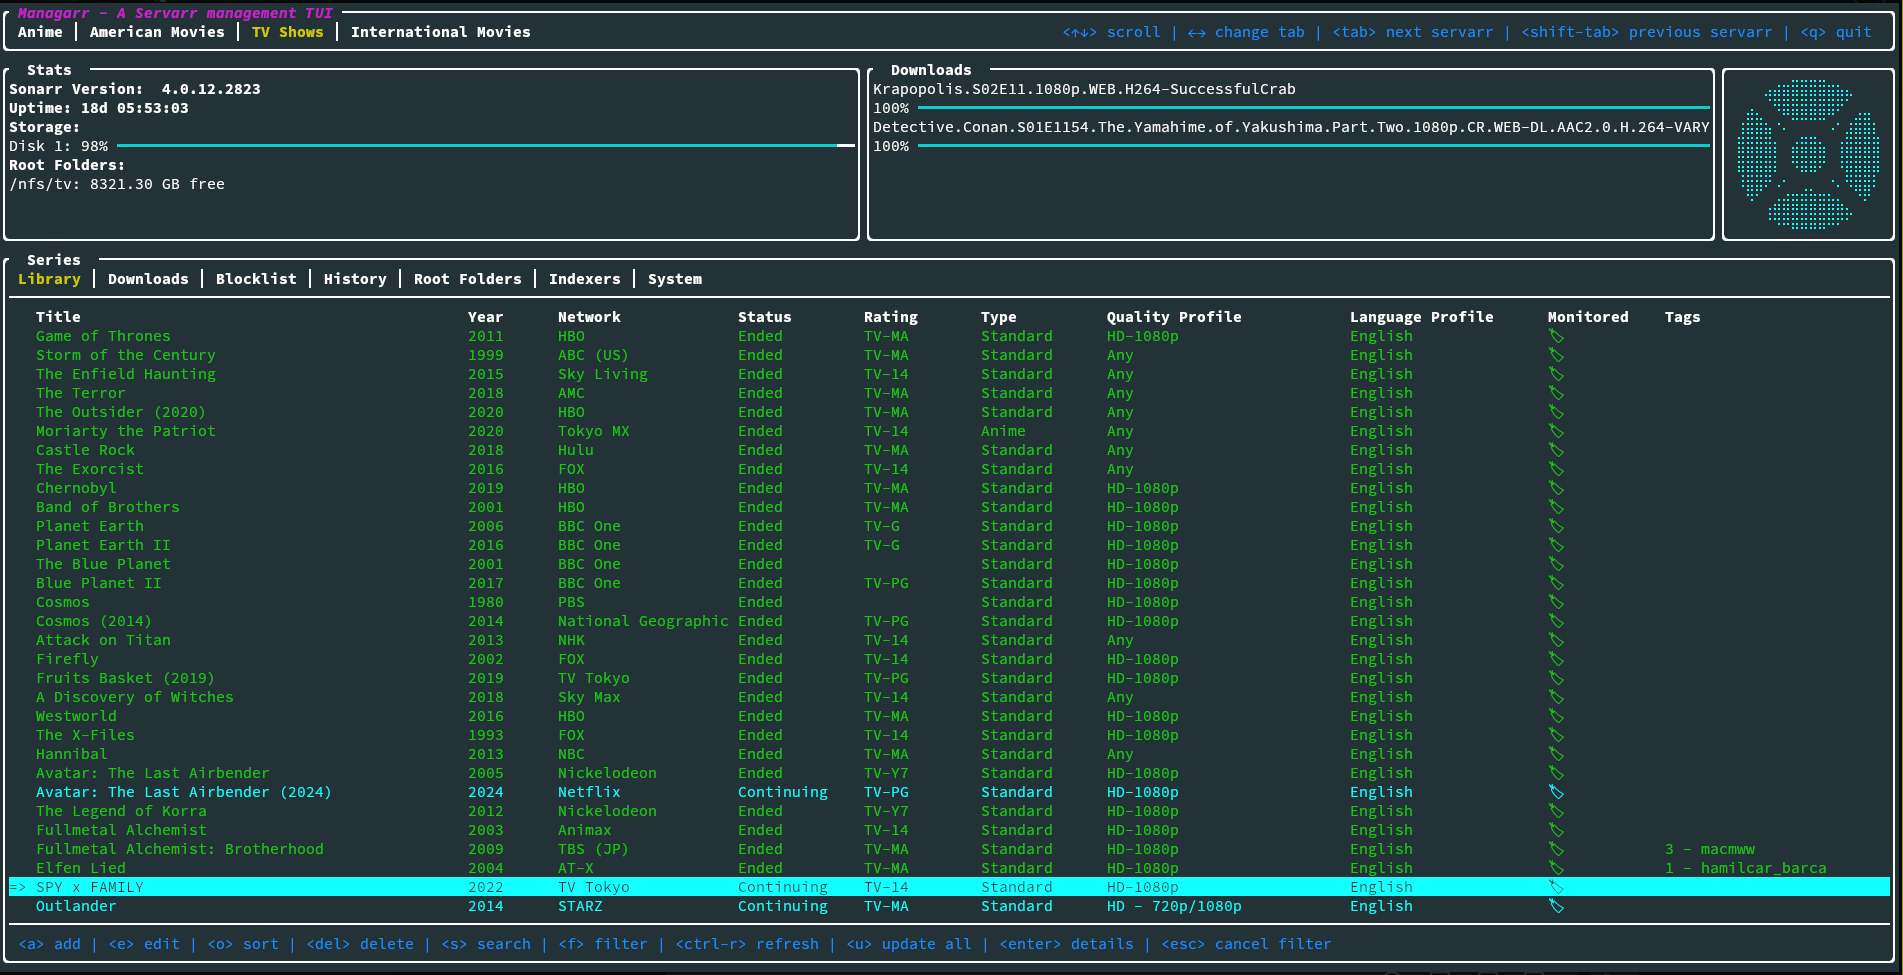 Managarr - A Servarr management TUI
Anime | American Movies | TV Shows | International Movies <↑↓> scroll | ↔ change tab | <tab> next servarr | <shift-tab> previous servarr | <q> quit
Stats
Sonarr Version: 4.0.12.2823
Uptime: 18d 05:53:03
Storage:
Disk 1: 98%
Root Folders:
/nfs/tv: 8321.30 GB free
Downloads
Krapopolis.S02E11.1080p.WEB.H264-SuccessfulCrab
100%
Detective.Conan.S01E1154.The.Yamahime.of.Yakushima.Part.Two.1080p.CR.WEB-DL.AAC2.0.H.264-VARY
100%
Series
Library | Downloads | Blocklist | History | Root Folders | Indexers | System
Title Year Network Status Rating Type Quality Profile Language Profile Monitored Tags
Game of Thrones 2011 HBO Ended TV-MA Standard HD-1080p English
Storm of the Century 1999 ABC (US) Ended TV-MA Standard Any English
The Enfield Haunting 2015 Sky Living Ended TV-14 Standard Any English
The Terror 2018 AMC Ended TV-MA Standard Any English
The Outsider (2020) 2020 HBO Ended TV-MA Standard Any English
Moriarty the Patriot 2020 Tokyo MX Ended TV-14 Anime Any English
Castle Rock 2018 Hulu Ended TV-MA Standard Any English
The Exorcist 2016 FOX Ended TV-14 Standard Any English
Chernobyl 2019 HBO Ended TV-MA Standard HD-1080p English
Band of Brothers 2001 HBO Ended TV-MA Standard HD-1080p English
Planet Earth 2006 BBC One Ended TV-G Standard HD-1080p English
Planet Earth II 2016 BBC One Ended TV-G Standard HD-1080p English
The Blue Planet 2001 BBC One Ended Standard HD-1080p English
Blue Planet II 2017 BBC One Ended TV-PG Standard HD-1080p English
Cosmos 1980 PBS Ended Standard HD-1080p English
Cosmos (2014) 2014 National Geographic Ended TV-PG Standard HD-1080p English
Attack on Titan 2013 NHK Ended TV-14 Standard Any English
Firefly 2002 FOX Ended TV-14 Standard HD-1080p English
Fruits Basket (2019) 2019 TV Tokyo Ended TV-PG Standard HD-1080p English
A Discovery of Witches 2018 Sky Max Ended TV-14 Standard Any English
Westworld 2016 HBO Ended TV-MA Standard HD-1080p English
The X-Files 1993 FOX Ended TV-14 Standard HD-1080p English
Hannibal 2013 NBC Ended TV-MA Standard Any English
Avatar: The Last Airbender 2005 Nickelodeon Ended TV-Y7 Standard HD-1080p English
Avatar: The Last Airbender (2024) 2024 Netflix Continuing TV-PG Standard HD-1080p English
The Legend of Korra 2012 Nickelodeon Ended TV-Y7 Standard HD-1080p English
Fullmetal Alchemist 2003 Animax Ended TV-14 Standard HD-1080p English
Fullmetal Alchemist: Brotherhood 2009 TBS (JP) Ended TV-MA Standard HD-1080p English 3 - macmww
Elfen Lied 2004 AT-X Ended TV-MA Standard HD-1080p English 1 - hamilcar_barca
=> SPY x FAMILY 2022 TV Tokyo Continuing TV-14 Standard HD-1080p English
Outlander 2014 STARZ Continuing TV-MA Standard HD - 720p/1080p English
<a> add | <e> edit | <o> sort | <del> delete | <s> search | <f> filter | <ctrl-r> refresh | <u> update all | <enter> details | <esc> cancel filter